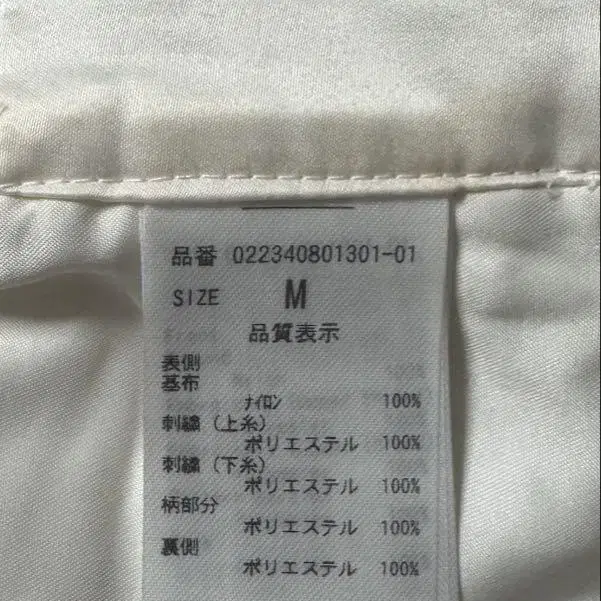 品番 022340801301-01
SIZE M
品質表示
表側
基布
ナイロン 100%
刺繍（上糸）
ポリエステル 100%
刺繍（下糸）
ポリエステル 100%
柄部分
ポリエステル 100%
裏側
ポリエステル 100%